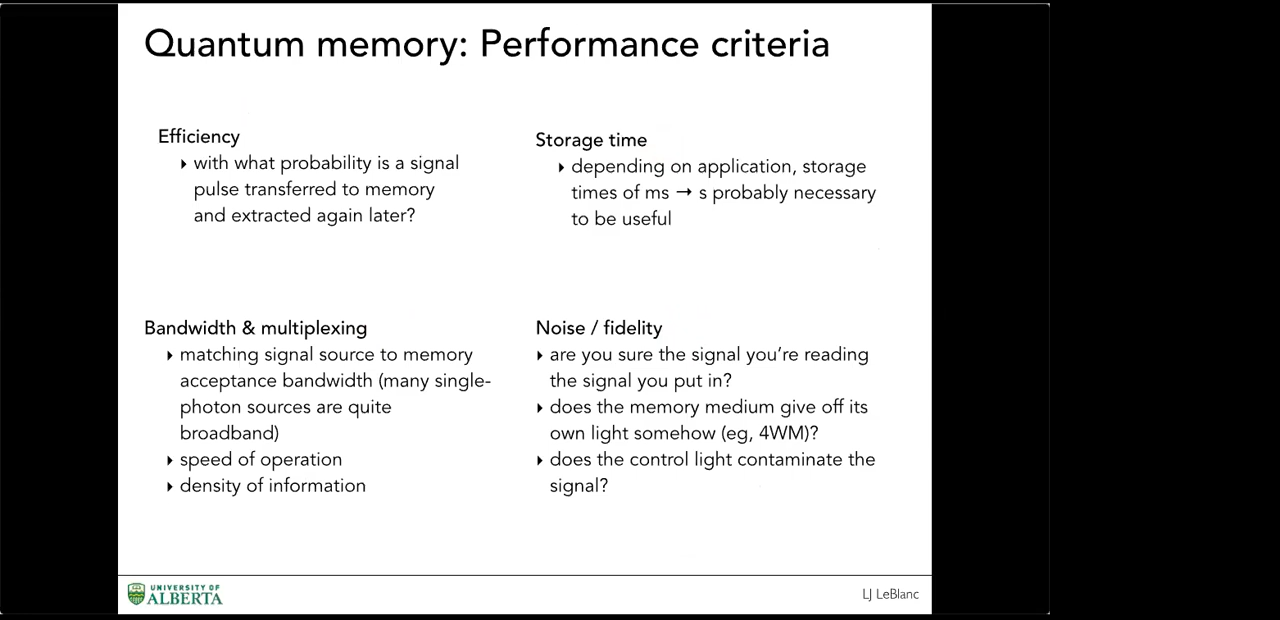 Quantum memory: Performance criteria
Efficiency
‣ with what probability is a signal
pulse transferred to memory
and extracted again later?
Storage time
‣ depending on application, storage
times of ms → s probably necessary
to be useful
Bandwidth & multiplexing
‣ matching signal source to memory
acceptance bandwidth (many single-
photon sources are quite
broadband)
‣ speed of operation
‣ density of information
Noise / fidelity
‣ are you sure the signal you’re reading
the signal you put in?
‣ does the memory medium give off its
own light somehow (eg, 4WM)?
‣ does the control light contaminate the
signal?
UNIVERSITY OF
ALBERTA
LJ LeBlanc